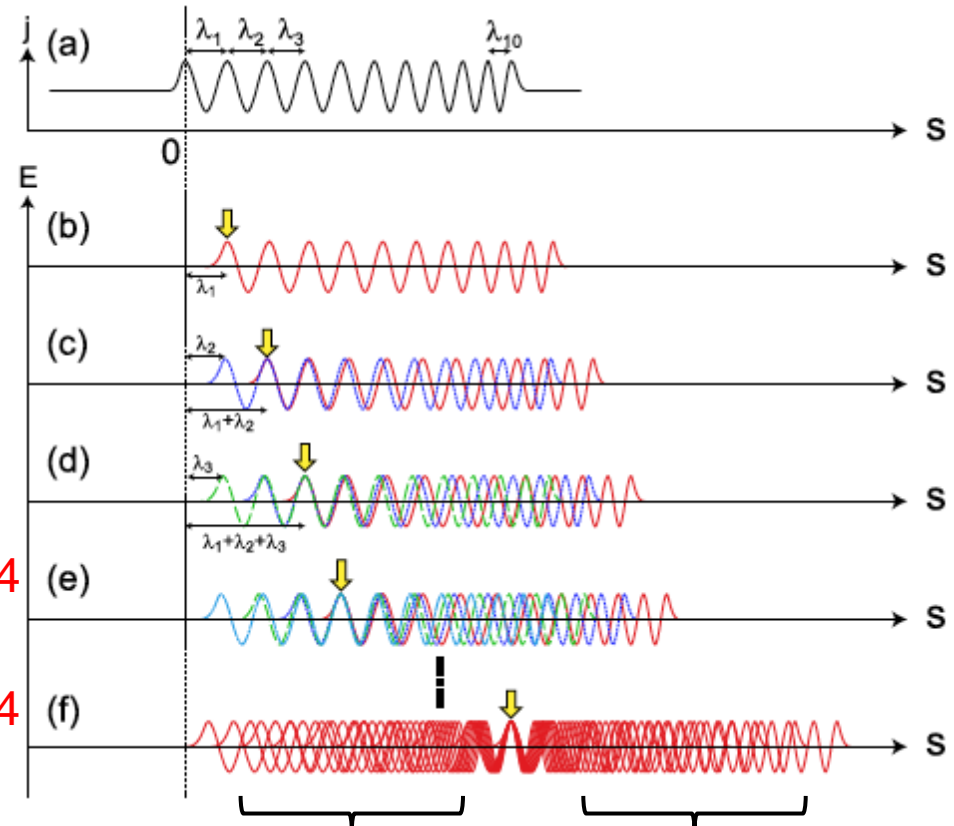 j (a) λ₁ λ₂ λ₃ λ₁₀
S
0
E
(b) S
λ₁
(c) λ₂ S
λ₁+λ₂
(d) λ₃ S
λ₁+λ₂+λ₃
4 (e) S
4 (f) S